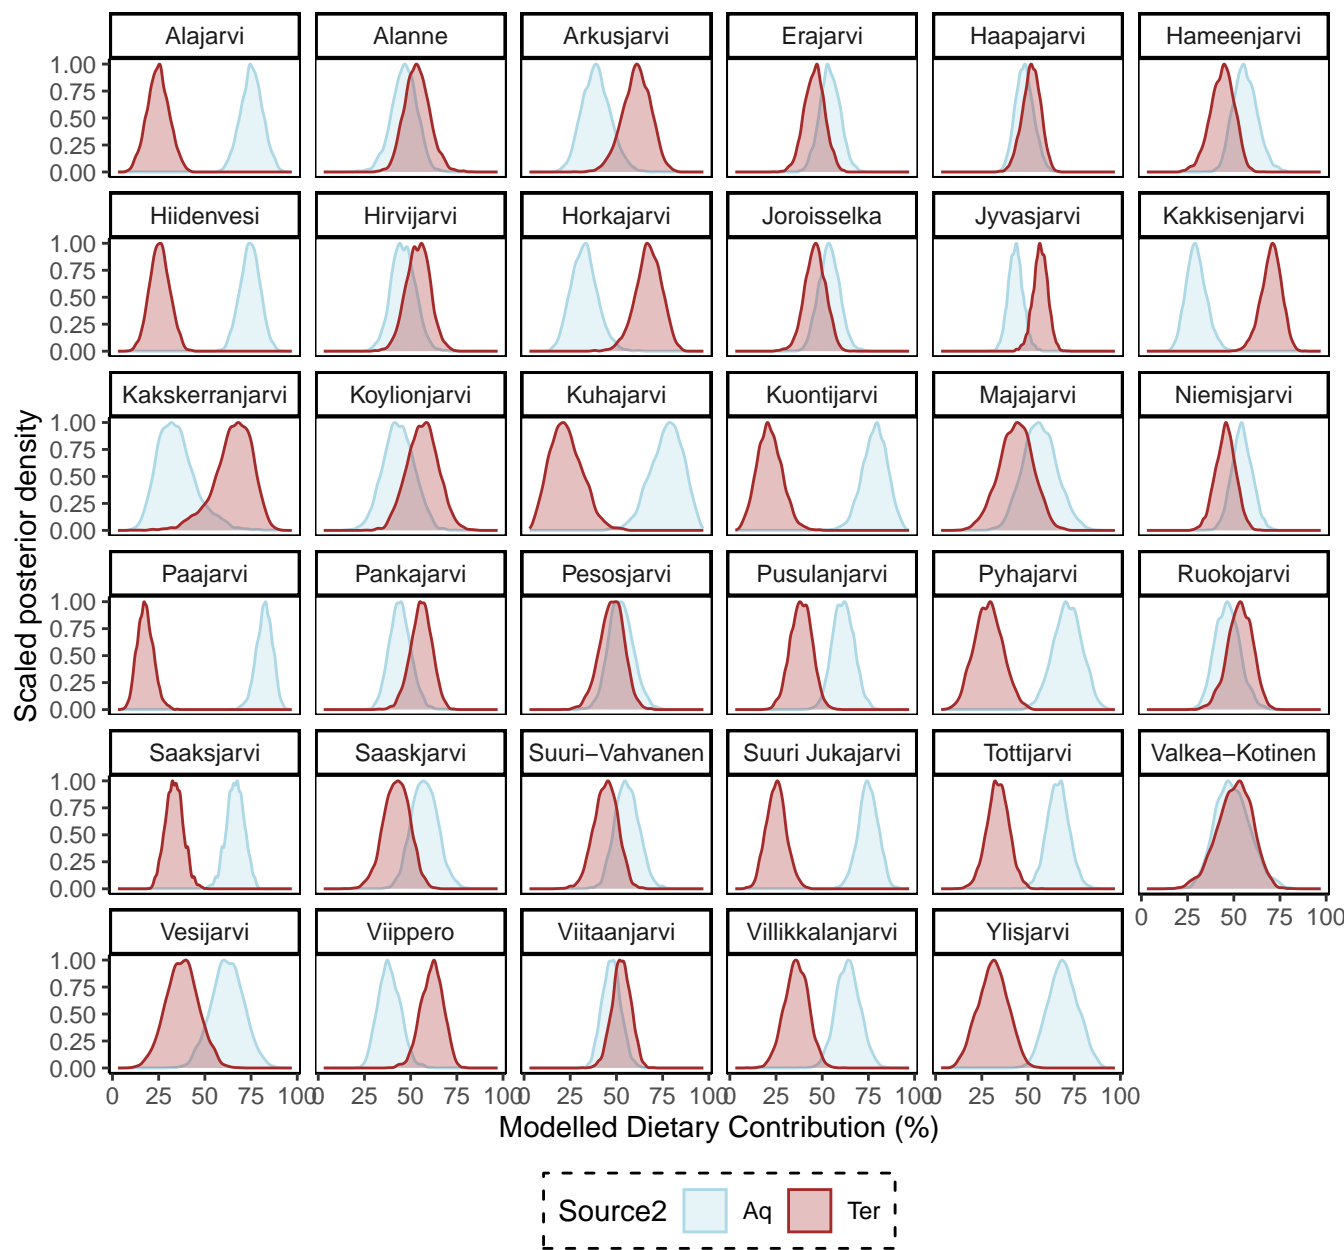 Alajarvi Alanne Arkusjarvi Erajarvi Haapajarvi Hameenjarvi
1.00
0.75
0.50
0.25
0.00
Hiidenvesi Hirvijarvi Horkajarvi Joroisselka Jyvasjarvi Kakkisenjarvi
1.00
0.75
0.50
0.25
0.00
Kakskerranjarvi Koylionjarvi Kuhajarvi Kuontijarvi Majajarvi Niemisjarvi
1.00
0.75
0.50
0.25
0.00
Scaled posterior density
Paajarvi Pankajarvi Pesosjarvi Pusulanjarvi Pyhajarvi Ruokojarvi
1.00
0.75
0.50
0.25
0.00
Saaksjarvi Saaskjarvi Suuri−Vahvanen Suuri Jukajarvi Tottijarvi Valkea−Kotinen
1.00
0.75
0.50
0.25
0.00
0 25 50 75 100
Vesijarvi Viippero Viitaanjarvi Villikkalanjarvi Ylisjarvi
1.00
0.75
0.50
0.25
0.00
0 25 50 75 100 0 25 50 75 100 0 25 50 75 100 0 25 50 75 100 0 25 50 75 100
Modelled Dietary Contribution (%)
Source2 Aq Ter